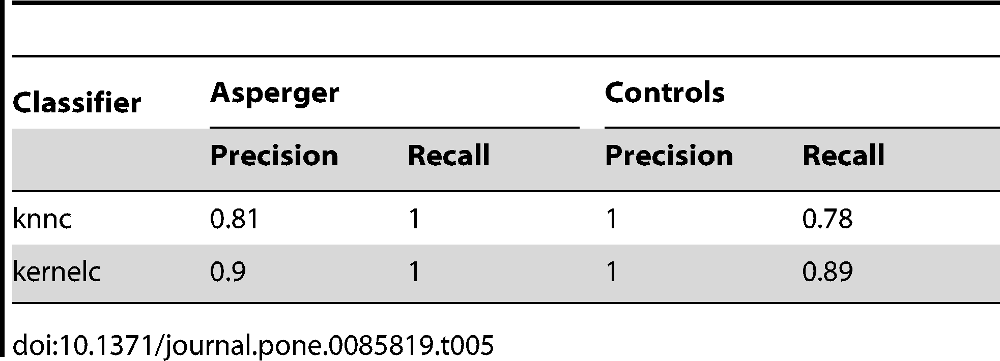 Classifier Asperger Controls
Precision Recall Precision Recall
knnc 0.81 1 1 0.78
kernelc 0.9 1 1 0.89
doi:10.1371/journal.pone.0085819.t005